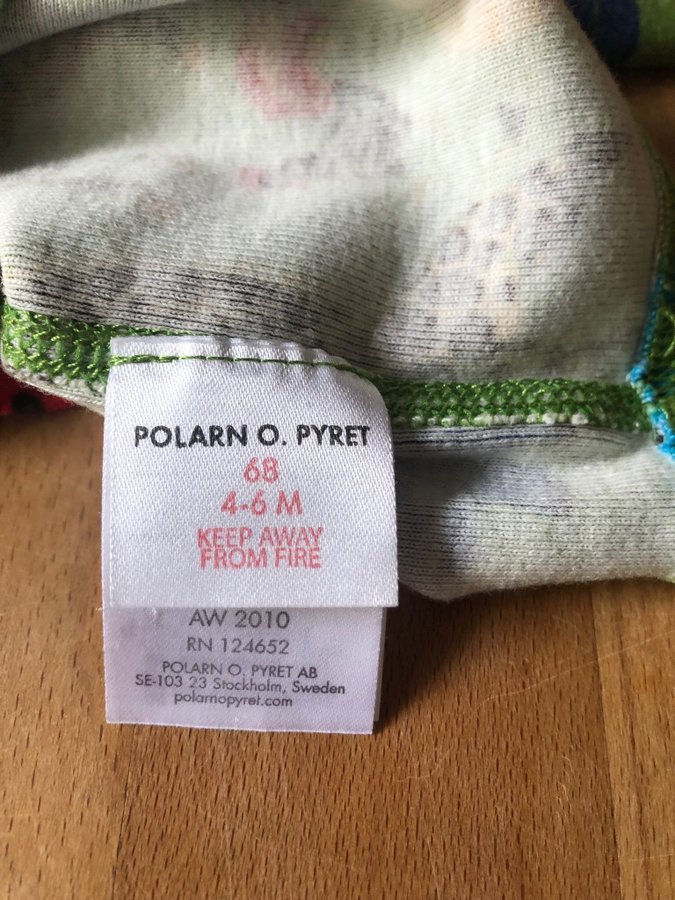 POLARN O. PYRET
68
4-6 M
KEEP AWAY
FROM FIRE
AW 2010
RN 124652
POLARN O. PYRET AB
SE-103 23 Stockholm, Sweden
polarnopyret.com